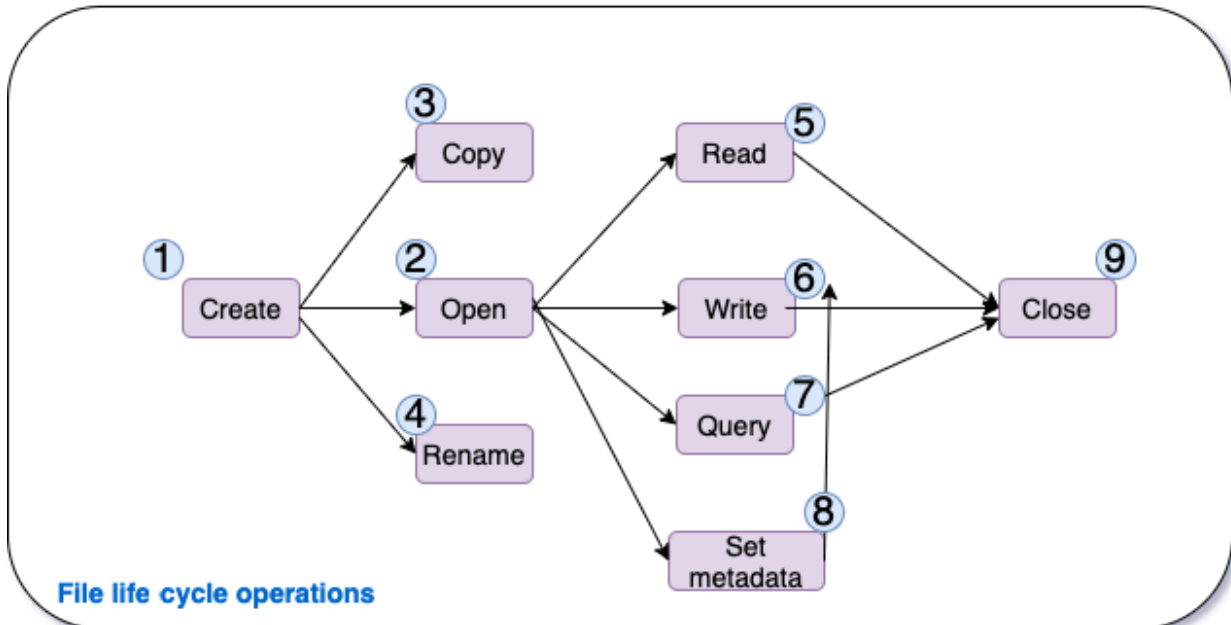 3
Copy
5
Read
1
Create
2
Open
6
Write
9
Close
4
Rename
7
Query
8
Set
metadata
File life cycle operations